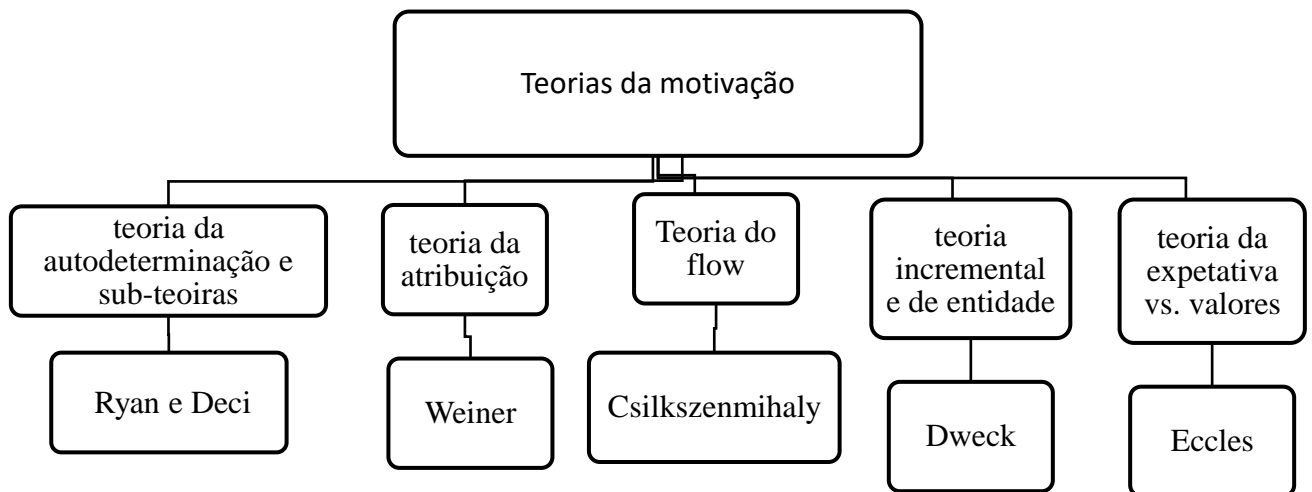 Teorias da motivação
teoria da
autodeterminação e
sub-teoiras
teoria da
atribuição
Teoria do
flow
teoria
incremental
e de entidade
teoria da
expetativa
vs. valores
Ryan e Deci
Weiner
Csilkszenmihaly
Dweck
Eccles